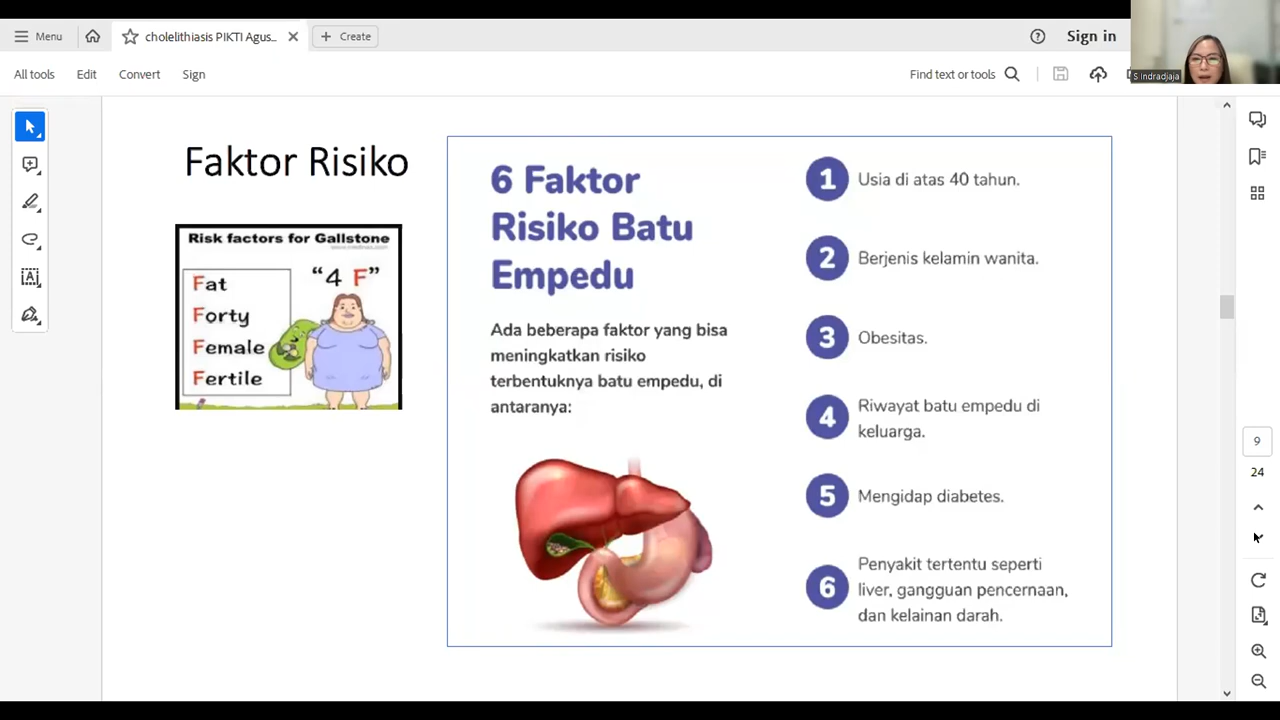 Menu
cholelithiasis PIKTI Agus...
Create
Sign in
S Indradjaja
All tools
Edit
Convert
Sign
Find text or tools
Faktor Risiko
Risk factors for Gallstone
Fat
Forty
Female
Fertile
“4 F”
6 Faktor
Risiko Batu
Empedu
Ada beberapa faktor yang bisa
meningkatkan risiko
terbentuknya batu empedu, di
antaranya:
1 Usia di atas 40 tahun.
2 Berjenis kelamin wanita.
3 Obesitas.
4 Riwayat batu empedu di
keluarga.
5 Mengidap diabetes.
6 Penyakit tertentu seperti
liver, gangguan pencernaan,
dan kelainan darah.
9
24